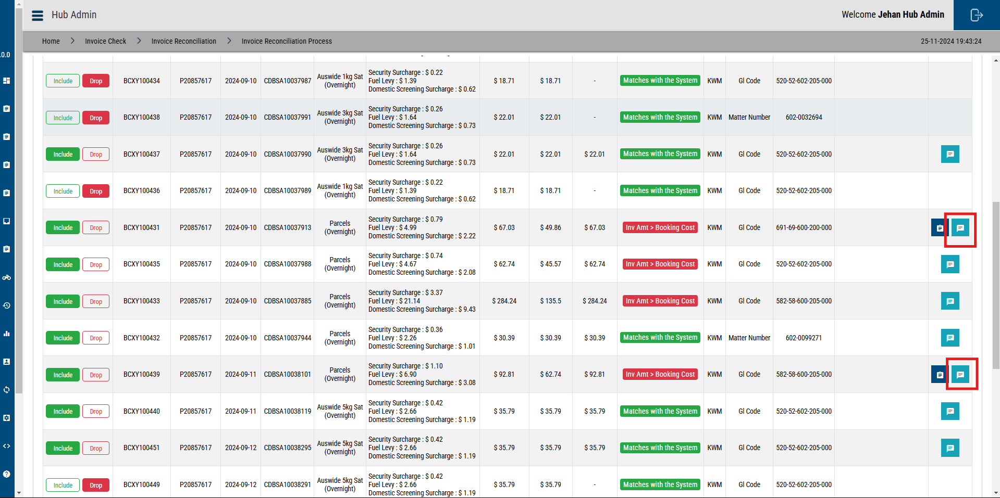 Hub Admin
Welcome Jehan Hub Admin
Home > Invoice Check > Invoice Reconciliation > Invoice Reconciliation Process
25-11-2024 19:43:24
.0.0
Include Drop BCXY100434 P20857617 2024-09-10 CDBSA10037987 Auswide 1kg Sat (Overnight) Security Surcharge : $ 0.22
Fuel Levy : $ 1.39
Domestic Screening Surcharge : $ 0.62
$ 18.71 $ 18.71 - Matches with the System KWM Gl Code 520-52-602-205-000
Include Drop BCXY100438 P20857617 2024-09-10 CDBSA10037991 Auswide 3kg Sat (Overnight) Security Surcharge : $ 0.26
Fuel Levy : $ 1.64
Domestic Screening Surcharge : $ 0.73
$ 22.01 $ 22.01 - Matches with the System KWM Matter Number 602-0032694
Include Drop BCXY100437 P20857617 2024-09-10 CDBSA10037990 Auswide 3kg Sat (Overnight) Security Surcharge : $ 0.26
Fuel Levy : $ 1.64
Domestic Screening Surcharge : $ 0.73
$ 22.01 $ 22.01 $ 22.01 Matches with the System KWM Gl Code 520-52-602-205-000
Include Drop BCXY100436 P20857617 2024-09-10 CDBSA10037989 Auswide 1kg Sat (Overnight) Security Surcharge : $ 0.22
Fuel Levy : $ 1.39
Domestic Screening Surcharge : $ 0.62
$ 18.71 $ 18.71 - Matches with the System KWM Gl Code 520-52-602-205-000
Include Drop BCXY100431 P20857617 2024-09-10 CDBSA10037913 Parcels (Overnight) Security Surcharge : $ 0.79
Fuel Levy : $ 4.99
Domestic Screening Surcharge : $ 2.22
$ 67.03 $ 49.86 $ 67.03 Inv Amt > Booking Cost KWM Gl Code 691-69-600-200-000
Include Drop BCXY100435 P20857617 2024-09-10 CDBSA10037988 Parcels (Overnight) Security Surcharge : $ 0.74
Fuel Levy : $ 4.67
Domestic Screening Surcharge : $ 2.08
$ 62.74 $ 45.57 $ 62.74 Inv Amt > Booking Cost KWM Gl Code 520-52-602-205-000
Include Drop BCXY100433 P20857617 2024-09-10 CDBSA10037885 Parcels (Overnight) Security Surcharge : $ 3.37
Fuel Levy : $ 21.14
Domestic Screening Surcharge : $ 9.43
$ 284.24 $ 135.5 $ 284.24 Inv Amt > Booking Cost KWM Gl Code 582-58-600-205-000
Include Drop BCXY100432 P20857617 2024-09-10 CDBSA10037944 Parcels (Overnight) Security Surcharge : $ 0.36
Fuel Levy : $ 2.26
Domestic Screening Surcharge : $ 1.01
$ 30.39 $ 30.39 $ 30.39 Matches with the System KWM Matter Number 602-0099271
Include Drop BCXY100439 P20857617 2024-09-11 CDBSA10038101 Parcels (Overnight) Security Surcharge : $ 1.10
Fuel Levy : $ 6.90
Domestic Screening Surcharge : $ 3.08
$ 92.81 $ 62.74 $ 92.81 Inv Amt > Booking Cost KWM Gl Code 582-58-600-205-000
Include Drop BCXY100440 P20857617 2024-09-11 CDBSA10038119 Auswide 5kg Sat (Overnight) Security Surcharge : $ 0.42
Fuel Levy : $ 2.66
Domestic Screening Surcharge : $ 1.19
$ 35.79 $ 35.79 $ 35.79 Matches with the System KWM Gl Code 520-52-602-205-000
Include Drop BCXY100451 P20857617 2024-09-12 CDBSA10038295 Auswide 5kg Sat (Overnight) Security Surcharge : $ 0.42
Fuel Levy : $ 2.66
Domestic Screening Surcharge : $ 1.19
$ 35.79 $ 35.79 $ 35.79 Matches with the System KWM Gl Code 520-52-602-205-000
Include Drop BCXY100449 P20857617 2024-09-12 CDBSA10038291 Auswide 5kg Sat (Overnight) Security Surcharge : $ 0.42
Fuel Levy : $ 2.66
Domestic Screening Surcharge : $ 1.19
$ 35.79 $ 35.79 - Matches with the System KWM Gl Code 520-52-602-205-000